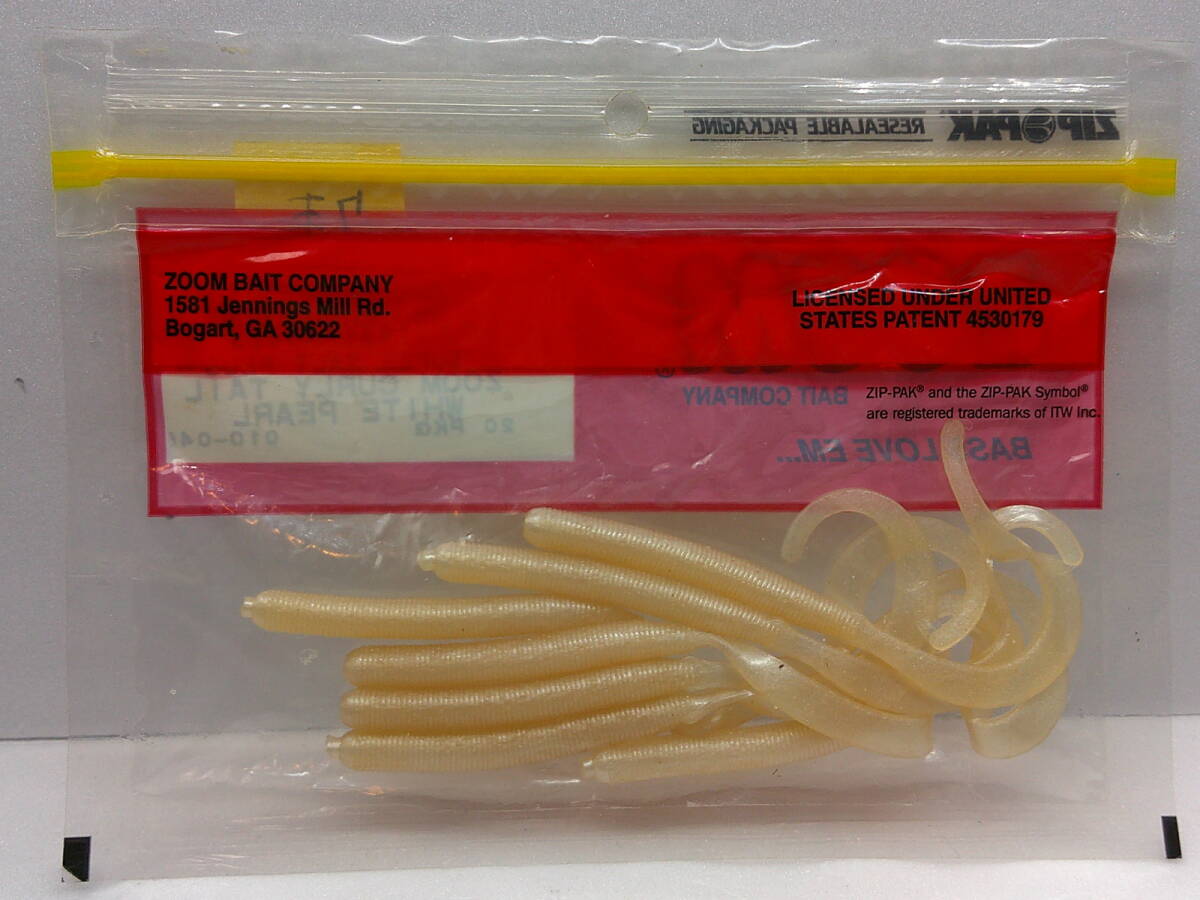 ZIP-PAK RESEALABLE PACKAGING
ZOOM BAIT COMPANY
1581 Jennings Mill Rd.
Bogart, GA 30622
LICENSED UNDER UNITED
STATES PATENT 4530179
ZIP-PAK® and the ZIP-PAK Symbol®
are registered trademarks of ITW Inc.
ZOOM CURLY TAIL
WHITE PEARL
20 PKG 010-04
BAIT COMPANY
BASS LOVE EM...